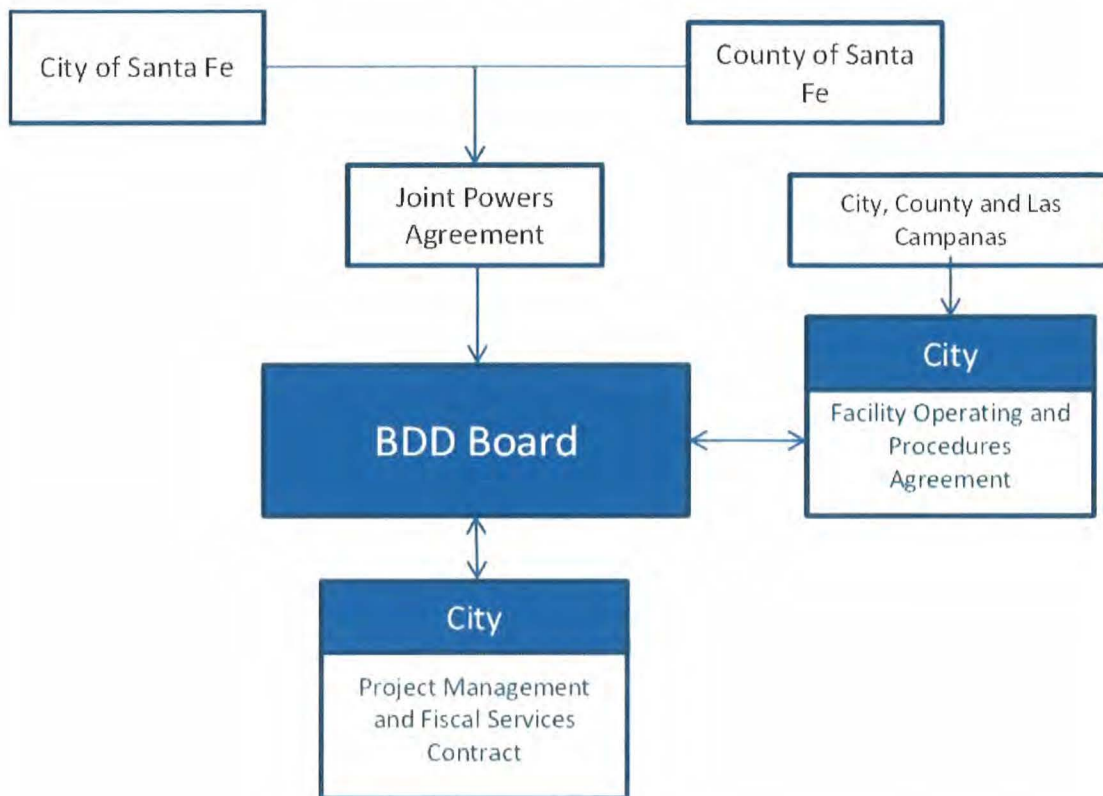 City of Santa Fe
County of Santa
Fe
Joint Powers
Agreement
City, County and Las
Campanas
BDD Board
City
Facility Operating and
Procedures
Agreement
City
Project Management
and Fiscal Services
Contract